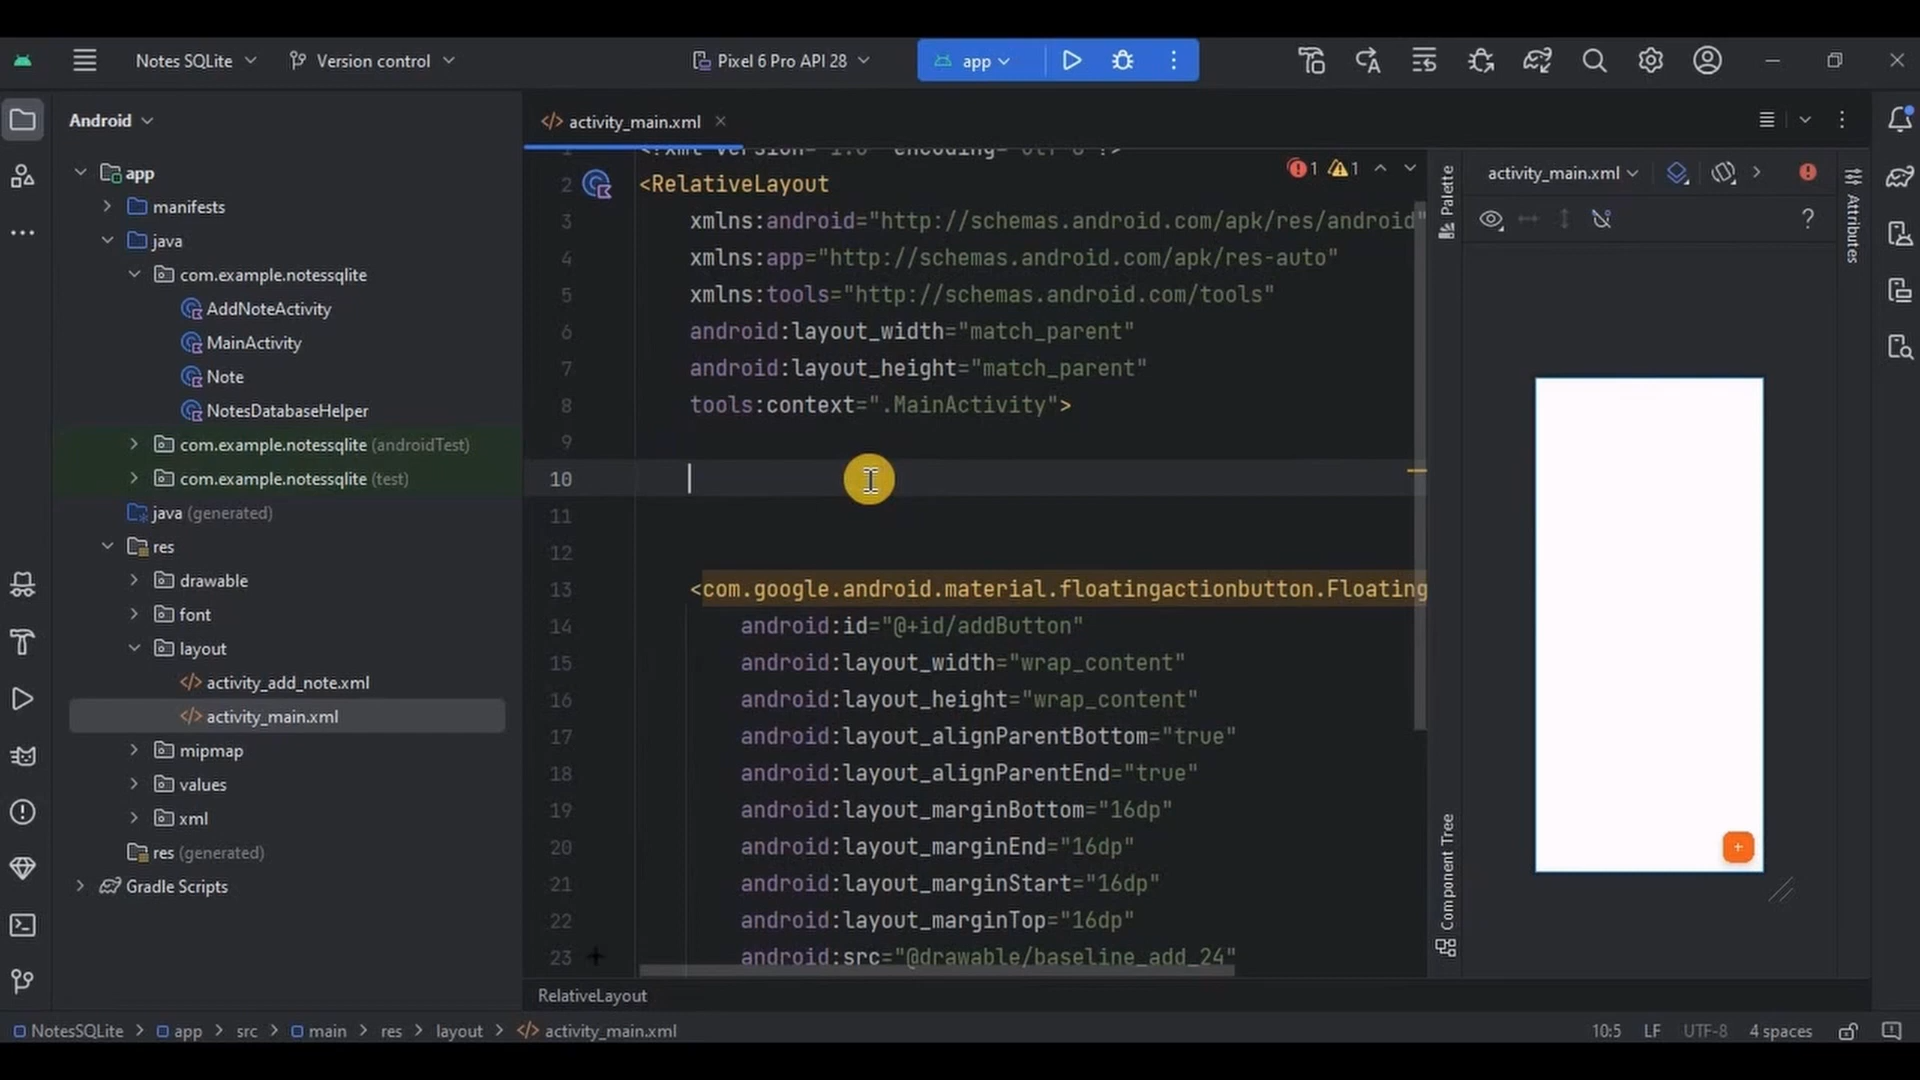 Notes SQLite
Version control
Pixel 6 Pro API 28
app
Android
activity_main.xml
app
manifests
java
com.example.notessqlite
AddNoteActivity
MainActivity
Note
NotesDatabaseHelper
com.example.notessqlite (androidTest)
com.example.notessqlite (test)
java (generated)
res
drawable
font
layout
activity_add_note.xml
activity_main.xml
mipmap
values
xml
res (generated)
Gradle Scripts
1 <?xml version="1.0" encoding="utf-8"?>
2 <RelativeLayout
3 xmlns:android="http://schemas.android.com/apk/res/android"
4 xmlns:app="http://schemas.android.com/apk/res-auto"
5 xmlns:tools="http://schemas.android.com/tools"
6 android:layout_width="match_parent"
7 android:layout_height="match_parent"
8 tools:context=".MainActivity">
9
10
11
12
13 <com.google.android.material.floatingactionbutton.Floating
14 android:id="@+id/addButton"
15 android:layout_width="wrap_content"
16 android:layout_height="wrap_content"
17 android:layout_alignParentBottom="true"
18 android:layout_alignParentEnd="true"
19 android:layout_marginBottom="16dp"
20 android:layout_marginEnd="16dp"
21 android:layout_marginStart="16dp"
22 android:layout_marginTop="16dp"
23 android:src="@drawable/baseline_add_24"
1 1
RelativeLayout
Palette
Component Tree
activity_main.xml
Attributes
NotesSQLite > app > src > main > res > layout > activity_main.xml
10:5 LF UTF-8 4 spaces